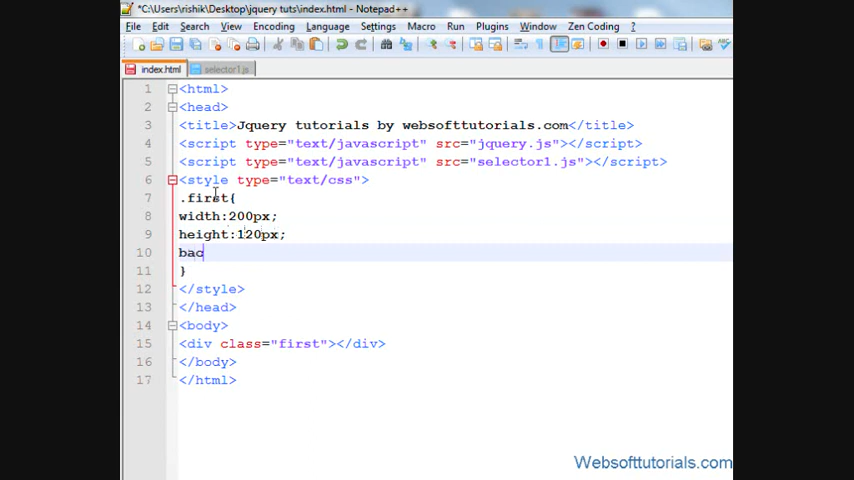 *C:\Users\rishik\Desktop\jquery tuts\index.html - Notepad++
File Edit Search View Encoding Language Settings Macro Run Plugins Window Zen Coding ?
index.html selector1.js
1 <html>
2 <head>
3 <title>Jquery tutorials by websofttutorials.com</title>
4 <script type="text/javascript" src="jquery.js"></script>
5 <script type="text/javascript" src="selector1.js"></script>
6 <style type="text/css">
7 .first{
8 width:200px;
9 height:120px;
10 bac
11 }
12 </style>
13 </head>
14 <body>
15 <div class="first"></div>
16 </body>
17 </html>
Websofttutorials.com